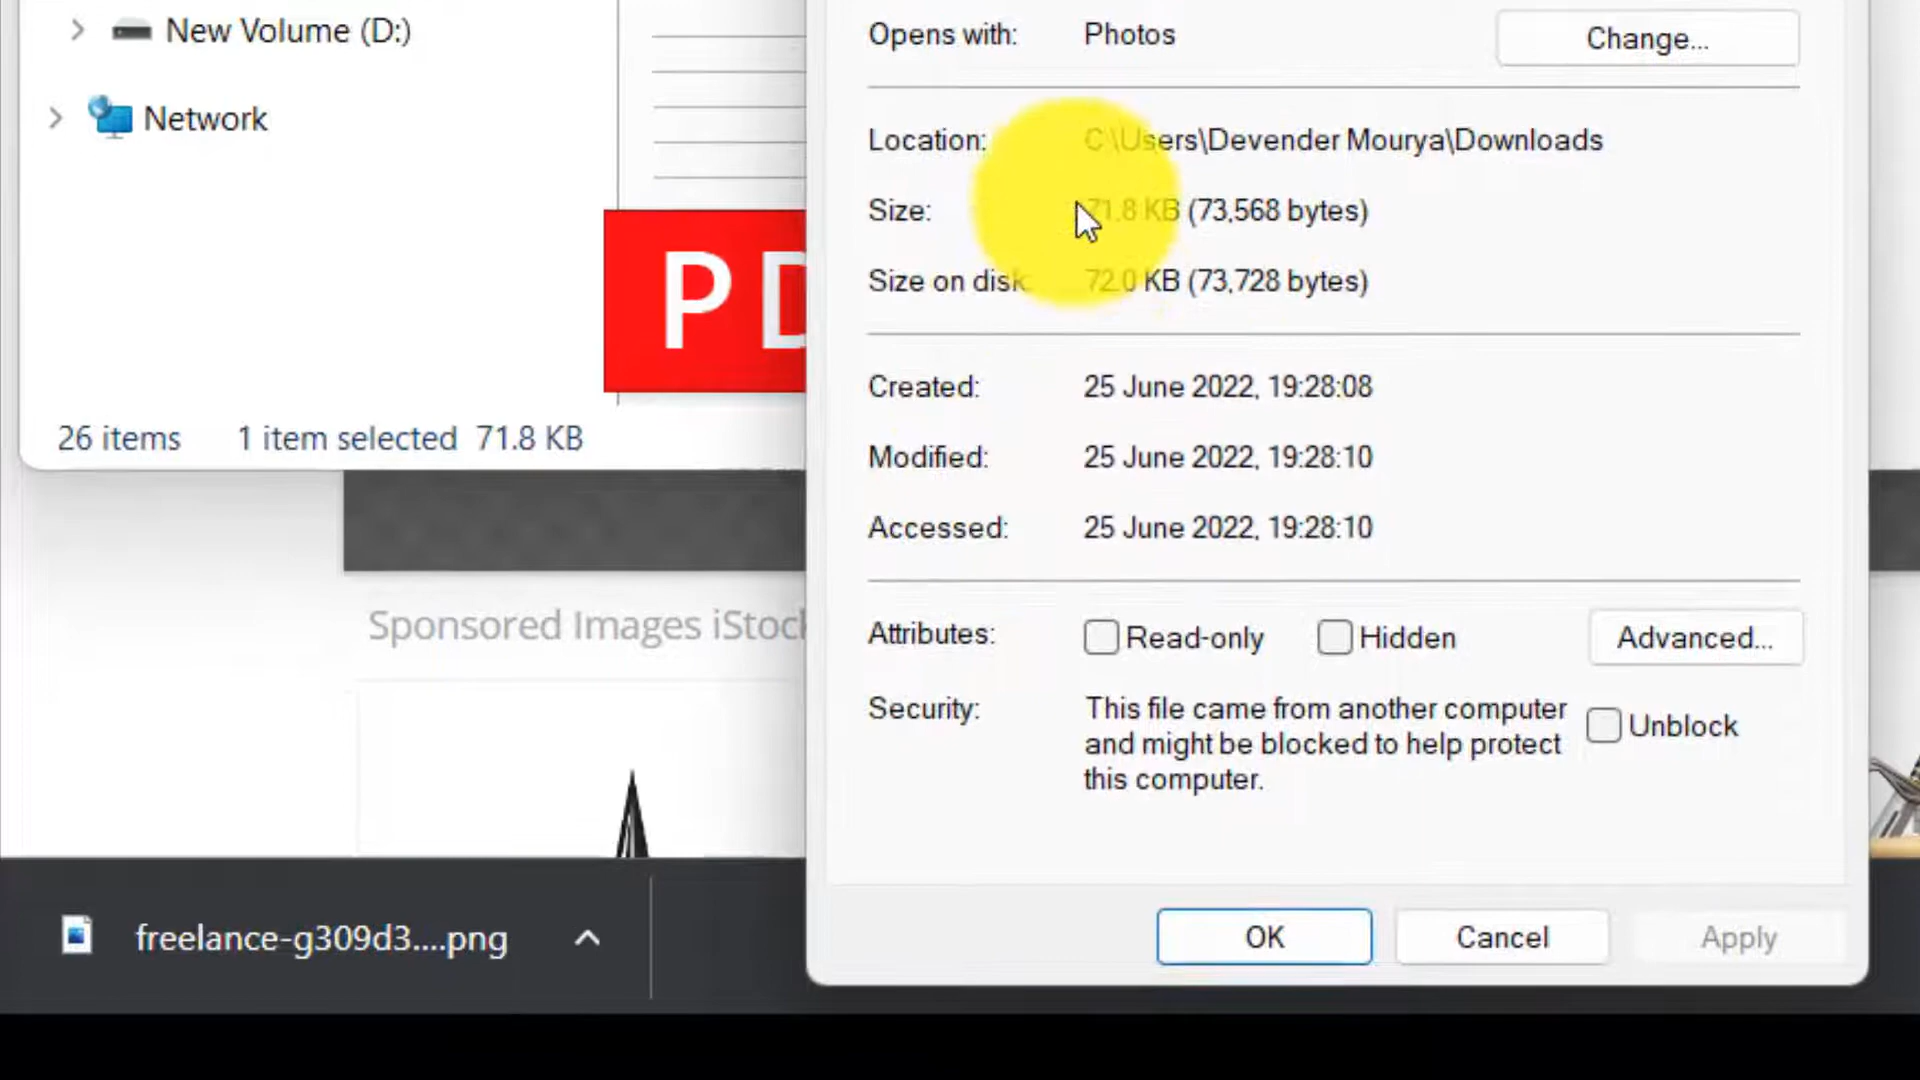 New Volume (D:)
Network
PD
26 items 1 item selected 71.8 KB
Sponsored Images iStock
freelance-g309d3....png
Opens with: Photos Change...
Location: C:\Users\Devender Mourya\Downloads
Size: 71.8 KB (73,568 bytes)
Size on disk: 72.0 KB (73,728 bytes)
Created: 25 June 2022, 19:28:08
Modified: 25 June 2022, 19:28:10
Accessed: 25 June 2022, 19:28:10
Attributes: Read-only Hidden Advanced...
Security: This file came from another computer
and might be blocked to help protect
this computer.
Unblock
OK Cancel Apply